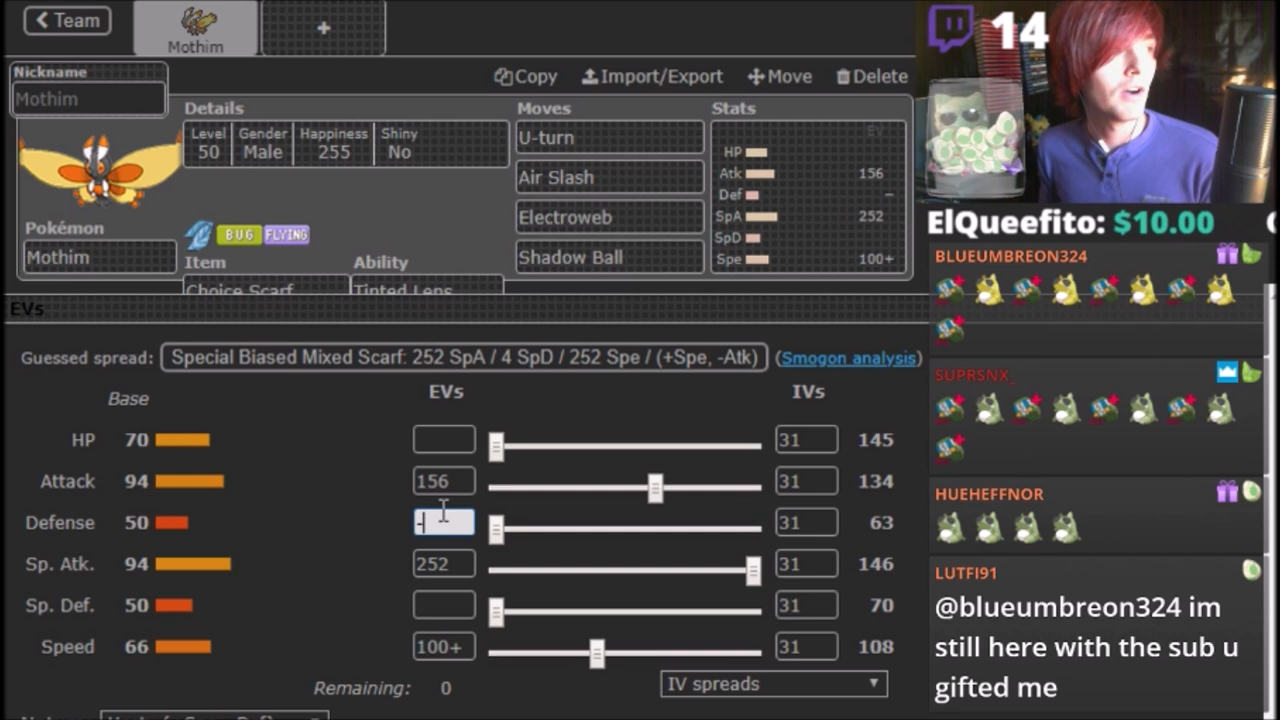 Team
Mothim
+
Nickname
Mothim
Copy
Import/Export
Move
Delete
Details
Level
50
Gender
Male
Happiness
255
Shiny
No
Moves
U-turn
Air Slash
Electroweb
Shadow Ball
Stats
EV
HP
Atk 156
Def –
SpA 252
SpD
Spe 100+
Pokémon
Mothim
BUG FLYING
Item
Choice Scarf
Ability
Tinted Lens
EVs
Guessed spread: Special Biased Mixed Scarf: 252 SpA / 4 SpD / 252 Spe / (+Spe, -Atk) (Smogon analysis)
Base EVs IVs
HP 70 31 145
Attack 94 156 31 134
Defense 50 - 31 63
Sp. Atk. 94 252 31 146
Sp. Def. 50 31 70
Speed 66 100+ 31 108
Remaining: 0
IV spreads
14
ElQueefito: $10.00
BLUEUMBREON324
SUPRSNX_
HUEHEFFNOR
LUTFI91
@blueumbreon324 im
still here with the sub u
gifted me